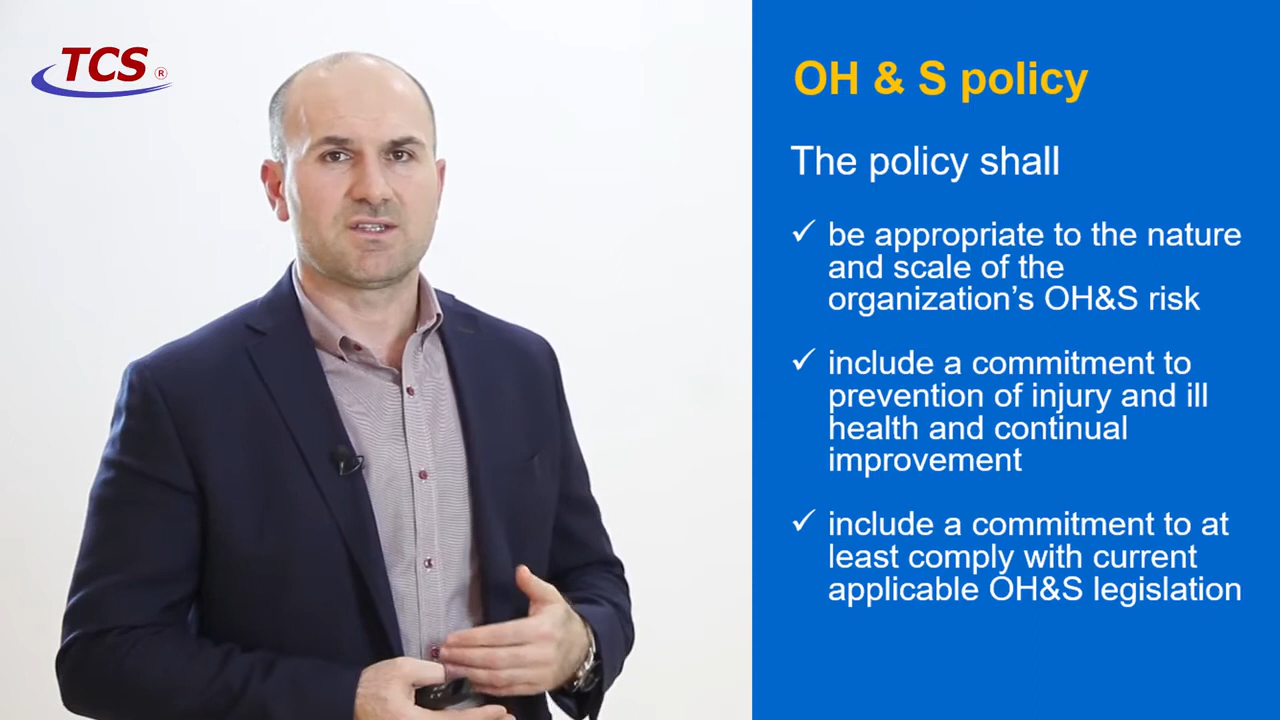 TCS ®
OH & S policy
The policy shall
✓ be appropriate to the nature
and scale of the
organization’s OH&S risk
✓ include a commitment to
prevention of injury and ill
health and continual
improvement
✓ include a commitment to at
least comply with current
applicable OH&S legislation